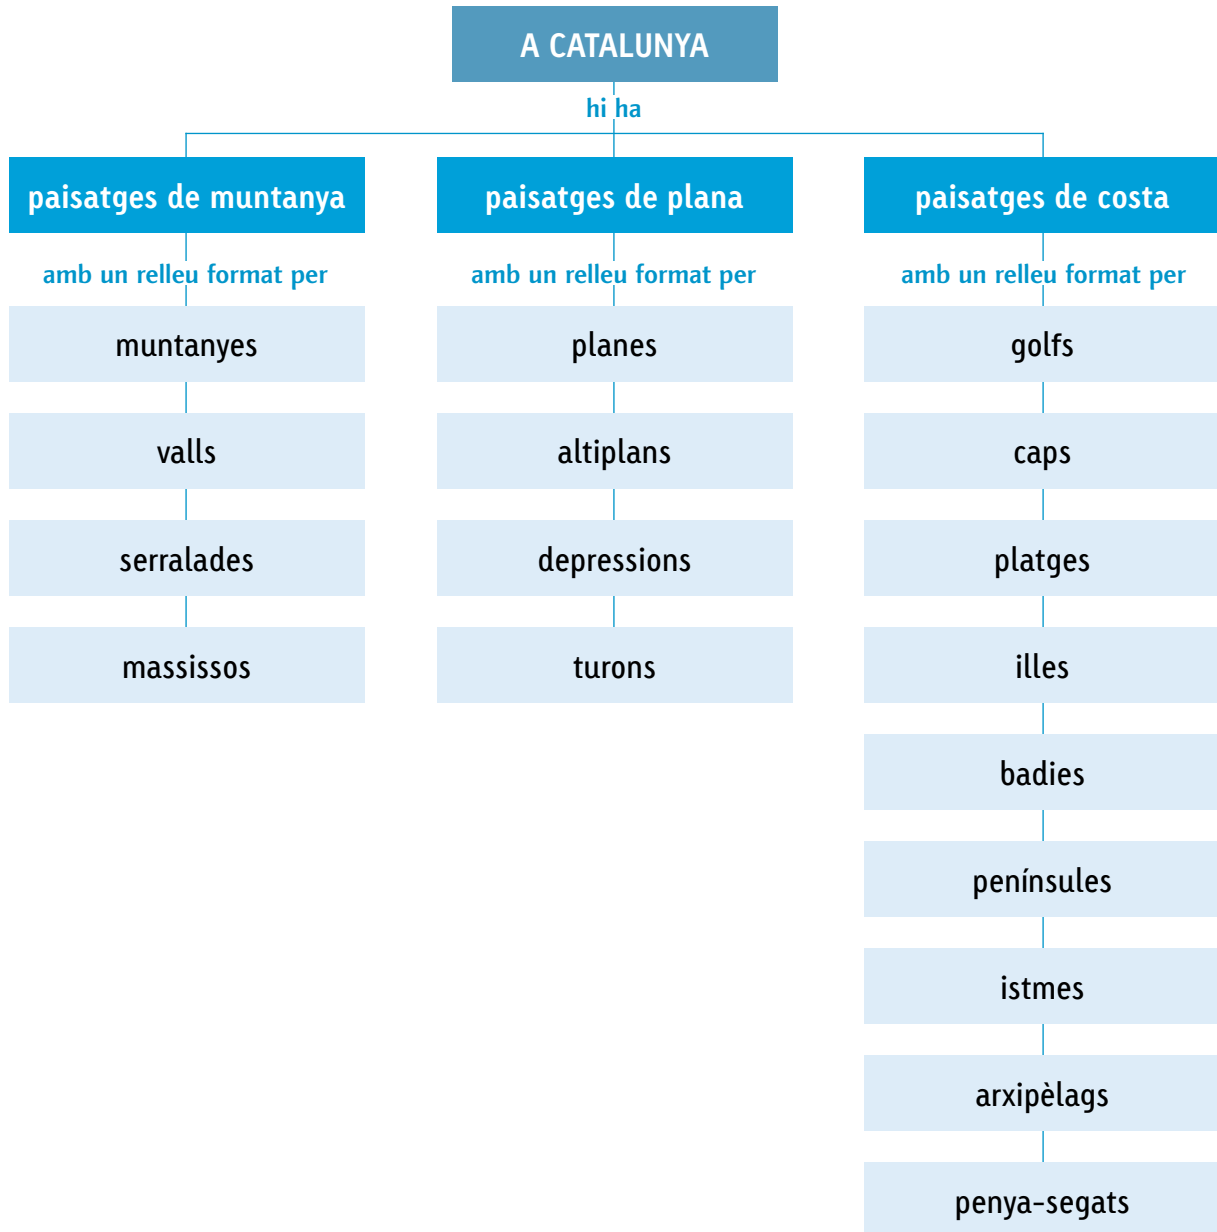 A CATALUNYA
hi ha
paisatges de muntanya
amb un relleu format per
muntanyes
valls
serralades
massissos
paisatges de plana
amb un relleu format per
planes
altiplans
depressions
turons
paisatges de costa
amb un relleu format per
golfs
caps
platges
illes
badies
penínsules
istmes
arxipèlags
penya-segats